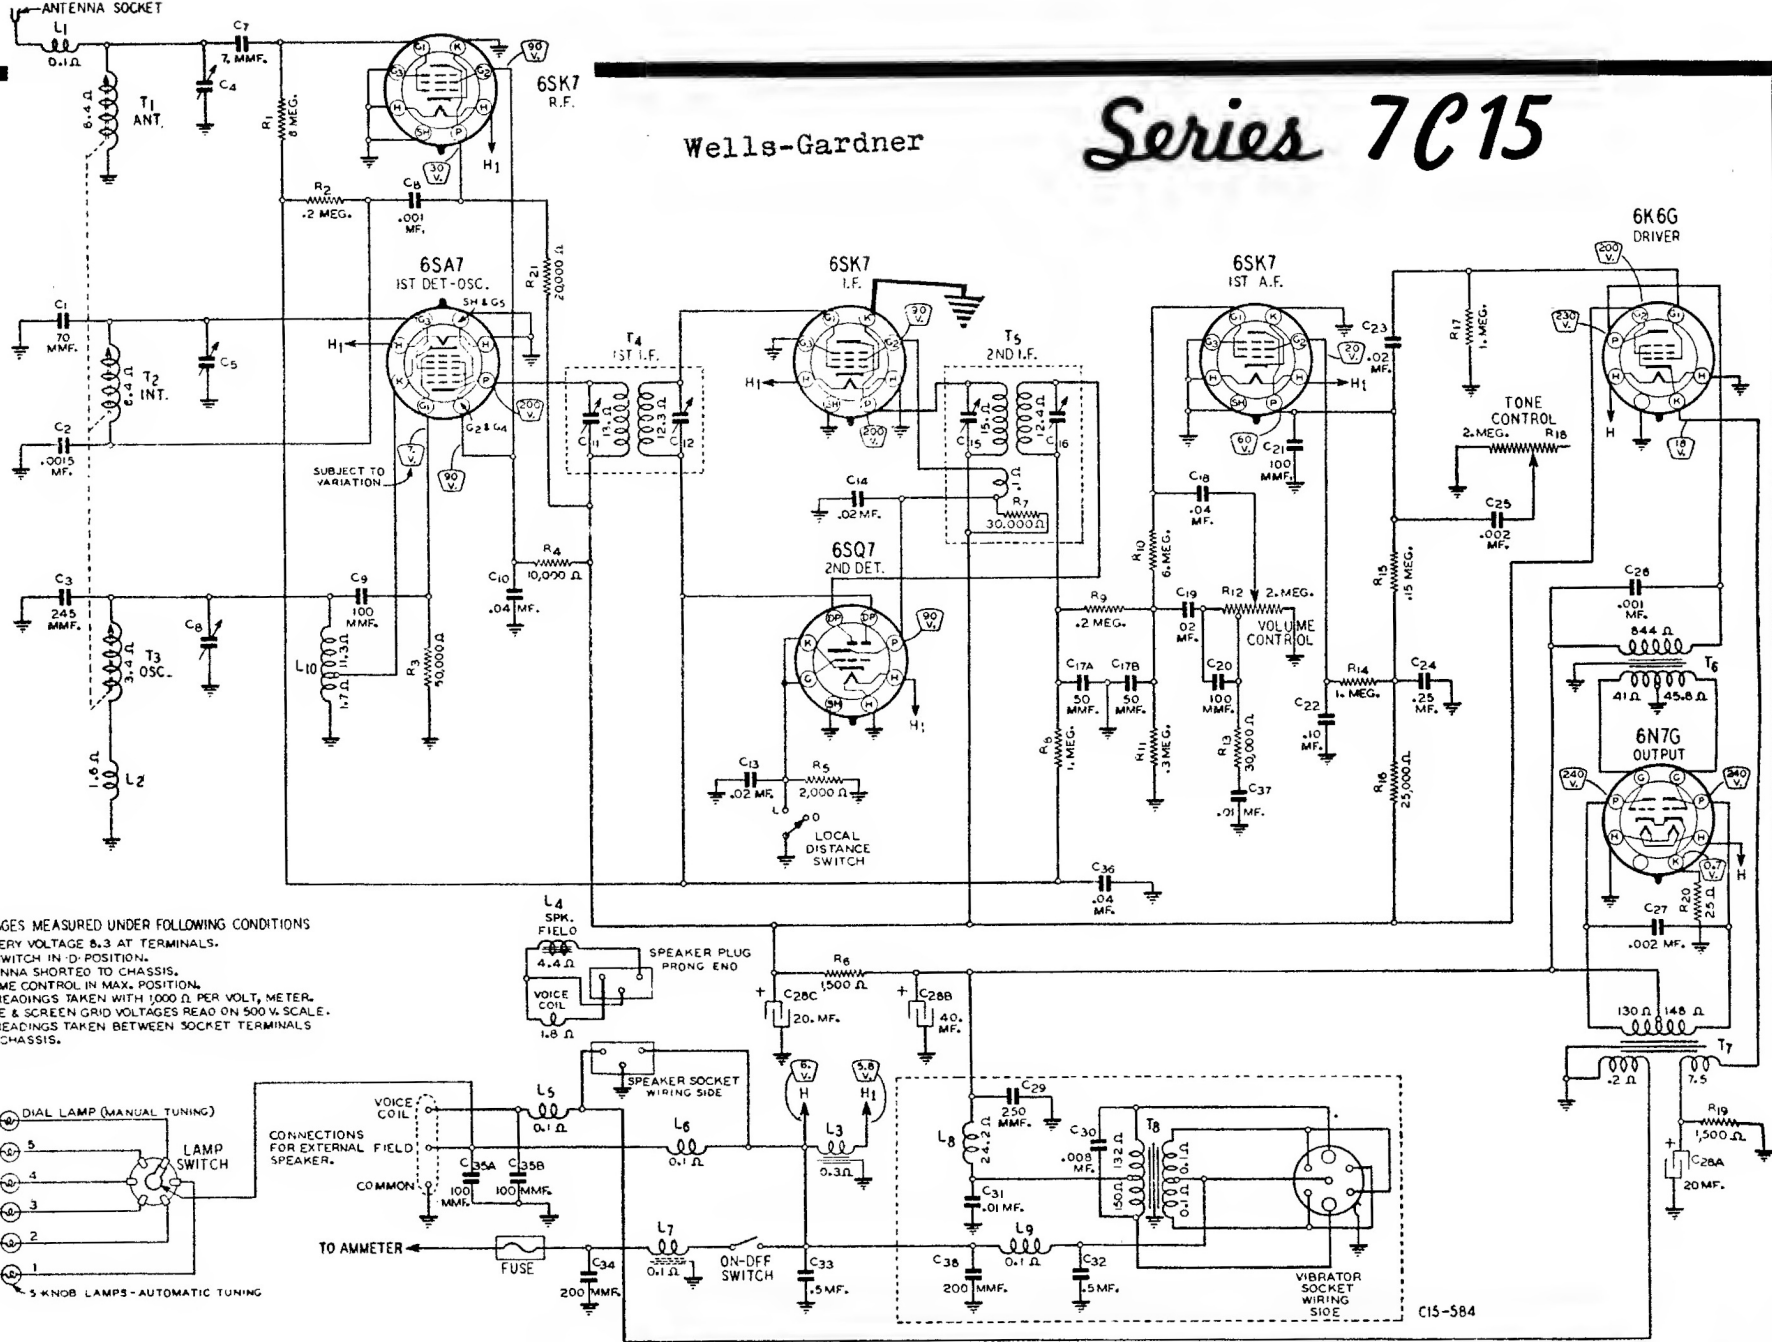 ANTENNA SOCKET
L1
0.1Ω
C7
7. MMF.
C4
6.4Ω
T1
ANT.
R1
8 MEG.
6SK7
R.F.
90 V.
30 V.
H1
G1
K
G3
G2
H
H
SH
P
Wells-Gardner
Series 7C15
R2
.2 MEG.
C8
.001
MF.
R21
20,000 Ω
6SA7
1ST DET-OSC.
SH & G5
G3
H
H
K
P
G1
G2 & G4
H1
200 V.
90 V.
SUBJECT TO
VARIATION
C1
70
MMF.
C5
T2
INT.
6.4Ω
C2
.0015
MF.
C3
245
MMF.
T3
OSC.
3.4Ω
L10
11.3Ω
1.7Ω
C9
100
MMF.
R3
50,000Ω
L2
1.6Ω
R4
10,000 Ω
C10
.04 MF.
T4
1ST I.F.
C11
13.Ω
12.3Ω
C12
6SK7
I.F.
90 V.
200 V.
H1
T5
2ND I.F.
C15
15.Ω
12.4Ω
C16
.1Ω
R7
30,000Ω
C14
.02 MF.
6SQ7
2ND DET.
DP
DP
K
P
G
H
SH
H
90 V.
H1
C13
.02 MF.
R5
2,000 Ω
L
D
LOCAL
DISTANCE
SWITCH
6SK7
1ST A.F.
20 V.
60 V.
H1
C21
100
MMF.
C18
.04
MF.
R10
6. MEG.
R9
.2 MEG.
C19
02
MF.
R12
2. MEG.
VOLUME
CONTROL
C17A
50
MMF.
C17B
50
MMF.
C20
100
MMF.
R8
1. MEG.
R11
.3 MEG.
R13
30,000 Ω
C37
.01 MF.
C22
.10
MF.
R14
1. MEG.
C24
.25
MF.
R15
.15 MEG.
R16
25,000Ω
C36
.04
MF.
C23
.02
MF.
R17
1. MEG.
TONE
CONTROL
2. MEG.
R18
C25
.002
MF.
6K6G
DRIVER
200 V.
230 V.
18 V.
H
C26
.001
MF.
844 Ω
T6
41Ω
45.8Ω
6N7G
OUTPUT
240 V.
240 V.
0.7 V.
H
R20
25 Ω
C27
.002 MF.
130 Ω
148 Ω
T7
.2 Ω
7.5
R19
1,500 Ω
C28A
20 MF.
GES MEASURED UNDER FOLLOWING CONDITIONS
ERY VOLTAGE 6.3 AT TERMINALS.
WITCH IN ·D· POSITION.
NNA SHORTED TO CHASSIS.
ME CONTROL IN MAX. POSITION.
EADINGS TAKEN WITH 1,000 Ω PER VOLT, METER.
E & SCREEN GRID VOLTAGES READ ON 500 V. SCALE.
EADINGS TAKEN BETWEEN SOCKET TERMINALS
CHASSIS.
L4
SPK.
FIELD
4.4 Ω
SPEAKER PLUG
PRONG END
VOICE
COIL
1.8 Ω
R6
1,500 Ω
C28C
20. MF.
C28B
40.
MF.
SPEAKER SOCKET
WIRING SIDE
6. V.
5.8 V.
H
H1
L3
0.3Ω
L5
0.1Ω
L6
0.1 Ω
VOICE
COIL
CONNECTIONS
FOR EXTERNAL FIELD
SPEAKER.
COMMON
C35A
100
MMF.
C35B
100 MMF.
DIAL LAMP (MANUAL TUNING)
5
4
3
2
1
LAMP
SWITCH
5 KNOB LAMPS - AUTOMATIC TUNING
TO AMMETER
FUSE
C34
200 MMF.
L7
0.1 Ω
ON-OFF
SWITCH
C33
.5 MF.
C38
200 MMF.
L9
0.1 Ω
C32
.5 MF.
L8
24.2 Ω
C29
250
MMF.
C31
.01 MF.
C30
.008
MF.
T8
132 Ω
150Ω
0.1Ω
0.1Ω
VIBRATOR
SOCKET
WIRING
SIDE
C15-584